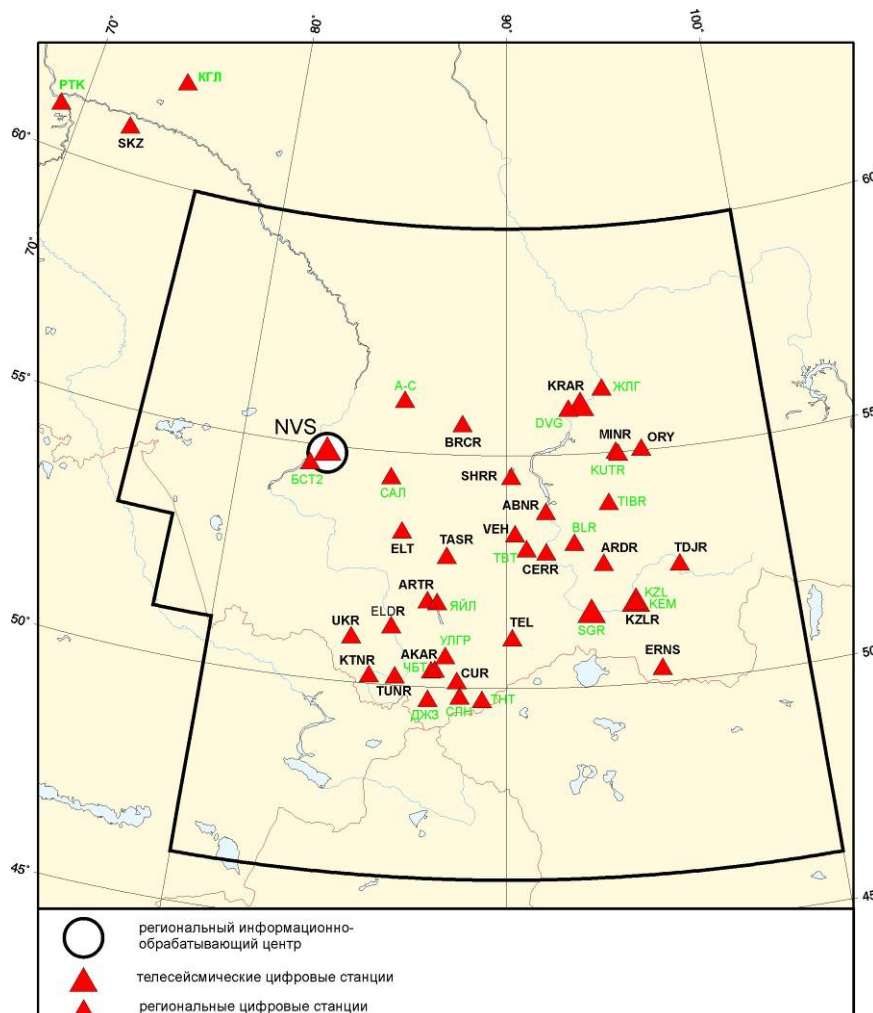 70°
80°
90°
100°
РТК
КГЛ
SKZ
60°
60
70°
55°
55
А-С
KRAR
ЖЛГ
DVG
NVS
BRCR
MINR
ORY
KUTR
БСТ2
САЛ
SHRR
ABNR
TIBR
ELT
VEH
BLR
TASR
ТВТ
CERR
ARDR
TDJR
ARTR
ЯЙЛ
KZL
KEM
ELDR
UKR
TEL
SGR
KZLR
50°
50
УЛГР
AKAR
ERNS
KTNR
ЧБТ
CUR
TUNR
ДЖЗ
СЛН
ТНТ
45°
45
региональный информационно-
обрабатывающий центр
телесейсмические цифровые станции
региональные цифровые станции